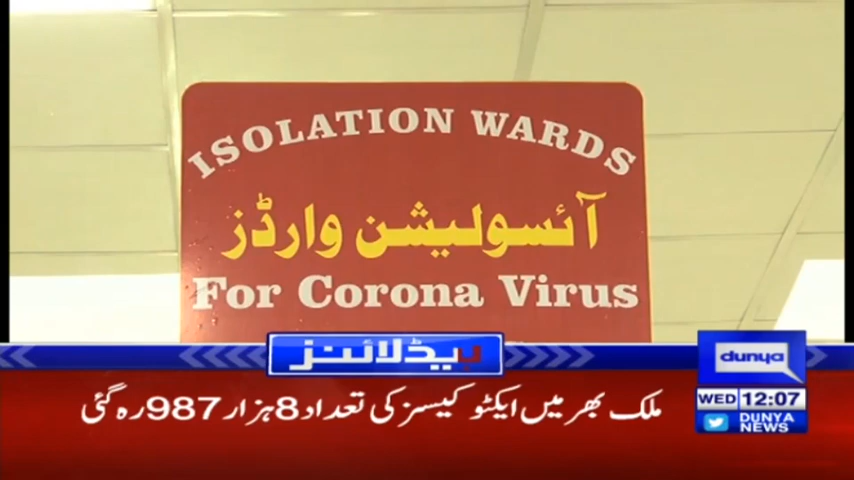 ISOLATION WARDS
آئسولیشن وارڈز
For Corona Virus
ہیڈلائنز
dunya
WED 12:07
DUNYA NEWS
ملک بھر میں ایکٹو کیسز کی تعداد 8 ہزار 987 رہ گئی